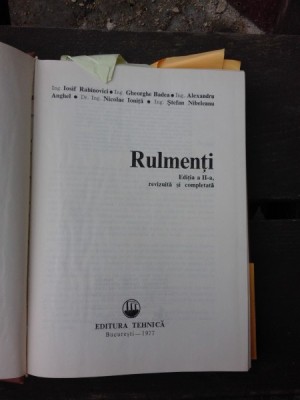 Ing. Iosif Rabinovici • Ing. Gheorghe Badea • Ing. Alexandru
Anghel • Dr. Ing. Nicolae Ioniță • Ing. Ștefan Nibeleanu
Rulmenți
Ediția a II-a,
revizuită și completată
EDITURA TEHNICĂ
București — 1977